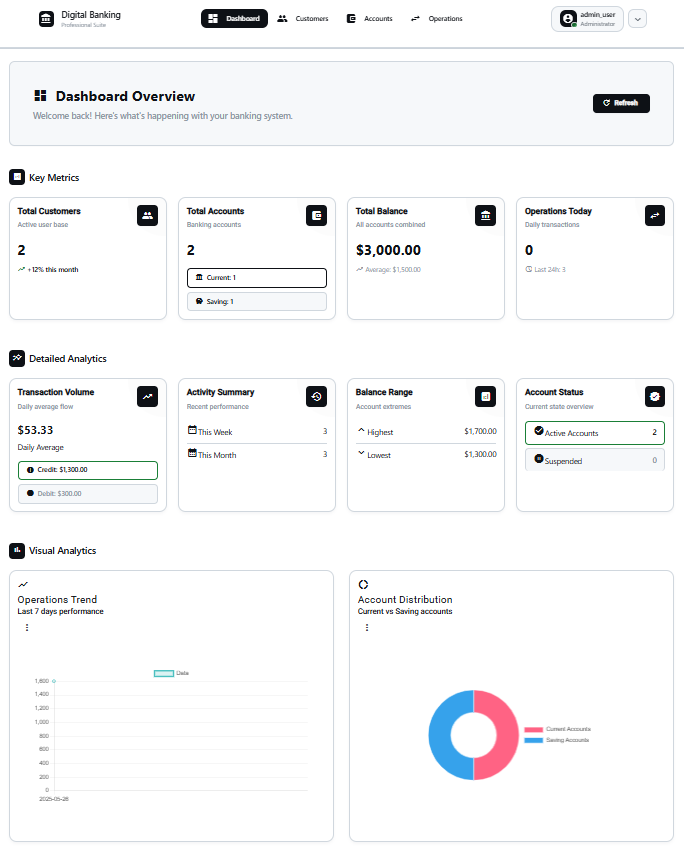 Digital Banking
Professional Suite
Dashboard
Customers
Accounts
Operations
admin_user
Administrator
Dashboard Overview
Welcome back! Here's what's happening with your banking system.
Refresh
Key Metrics
Total Customers
Active user base
2
+12% this month
Total Accounts
Banking accounts
2
Current: 1
Saving: 1
Total Balance
All accounts combined
$3,000.00
Average: $1,500.00
Operations Today
Daily transactions
0
Last 24h: 3
Detailed Analytics
Transaction Volume
Daily average flow
$53.33
Daily Average
Credit: $1,300.00
Debit: $300.00
Activity Summary
Recent performance
This Week 3
This Month 3
Balance Range
Account extremes
Highest $1,700.00
Lowest $1,300.00
Account Status
Current state overview
Active Accounts 2
Suspended 0
Visual Analytics
Operations Trend
Last 7 days performance
Data
1,600
1,400
1,200
1,000
800
600
400
200
0
2025-05-28
Account Distribution
Current vs Saving accounts
Current Accounts
Saving Accounts